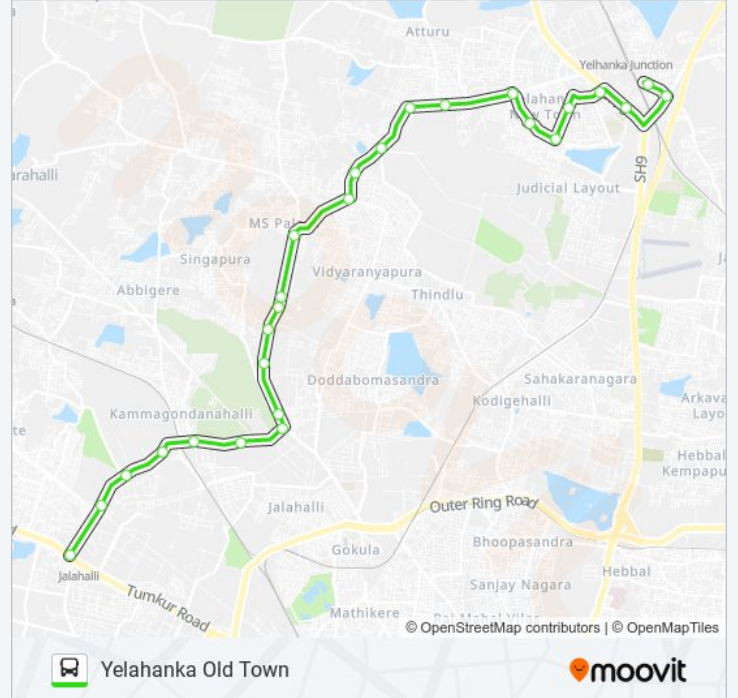 Atturu
Yelhanka Junction
New Town
SH9
Judicial Layout
MS Pal
Singapura
Vidyaranyapura
Abbigere
Thindlu
Doddabomasandra
Sahakaranagara
Kodigehalli
Kammagondanahalli
Arkava
Layo
Hebbal
Kempapu
Jalahalli
Outer Ring Road
Gokula
Bhoopasandra
Jalahalli
Hebbal
Sanjay Nagara
Tumkur Road
Mathikere
© OpenStreetMap contributors | © OpenMapTiles
Yelahanka Old Town
moovit